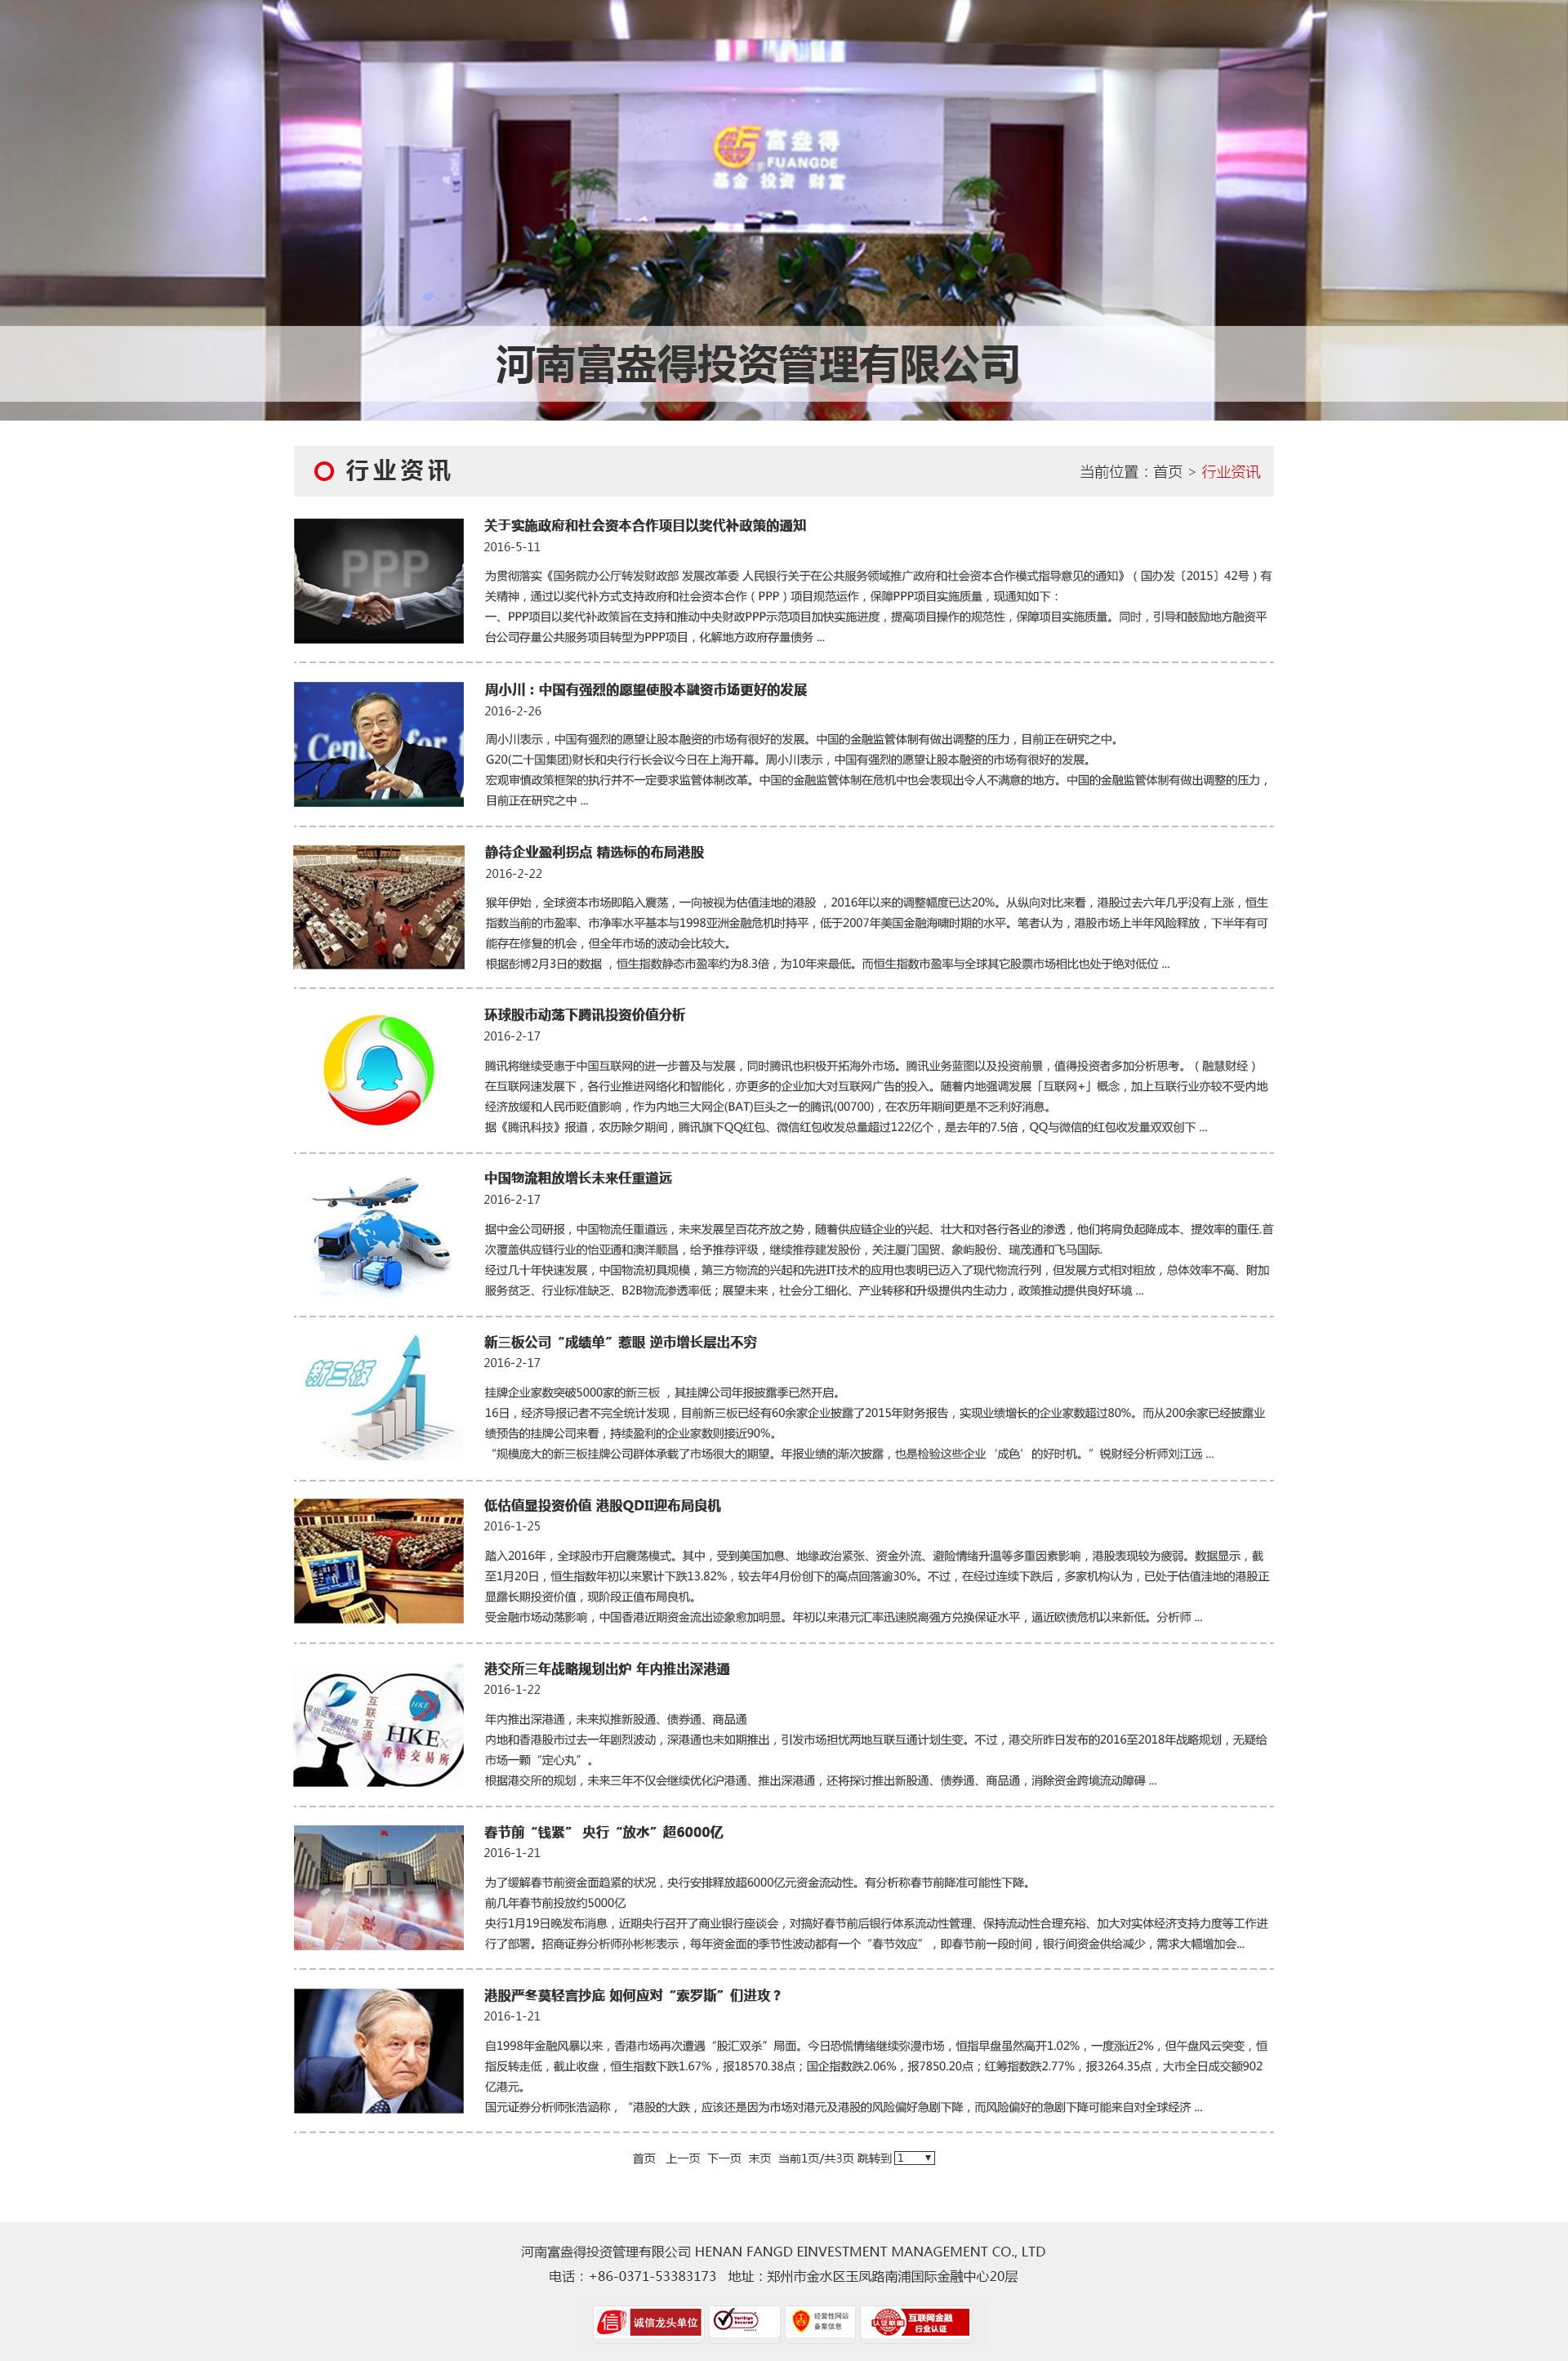 富盎得
FUANGDE
基金 投资 财富
河南富盎得投资管理有限公司
行业资讯
当前位置：首页 > 行业资讯
PPP
关于实施政府和社会资本合作项目以奖代补政策的通知
2016-5-11
为贯彻落实《国务院办公厅转发财政部 发展改革委 人民银行关于在公共服务领域推广政府和社会资本合作模式指导意见的通知》（国办发〔2015〕42号）有
关精神，通过以奖代补方式支持政府和社会资本合作（PPP）项目规范运作，保障PPP项目实施质量，现通知如下：
一、PPP项目以奖代补政策旨在支持和推动中央财政PPP示范项目加快实施进度，提高项目操作的规范性，保障项目实施质量。同时，引导和鼓励地方融资平
台公司存量公共服务项目转型为PPP项目，化解地方政府存量债务 ...
周小川：中国有强烈的愿望使股本融资市场更好的发展
2016-2-26
周小川表示，中国有强烈的愿望让股本融资的市场有很好的发展。中国的金融监管体制有做出调整的压力，目前正在研究之中。
G20(二十国集团)财长和央行行长会议今日在上海开幕。周小川表示，中国有强烈的愿望让股本融资的市场有很好的发展。
宏观审慎政策框架的执行并不一定要求监管体制改革。中国的金融监管体制在危机中也会表现出令人不满意的地方。中国的金融监管体制有做出调整的压力，
目前正在研究之中 ...
静待企业盈利拐点 精选标的布局港股
2016-2-22
猴年伊始，全球资本市场即陷入震荡，一向被视为估值洼地的港股 ，2016年以来的调整幅度已达20%。从纵向对比来看，港股过去六年几乎没有上涨，恒生
指数当前的市盈率、市净率水平基本与1998亚洲金融危机时持平，低于2007年美国金融海啸时期的水平。笔者认为，港股市场上半年风险释放，下半年有可
能存在修复的机会，但全年市场的波动会比较大。
根据彭博2月3日的数据 ，恒生指数静态市盈率约为8.3倍，为10年来最低。而恒生指数市盈率与全球其它股票市场相比也处于绝对低位 ...
环球股市动荡下腾讯投资价值分析
2016-2-17
腾讯将继续受惠于中国互联网的进一步普及与发展，同时腾讯也积极开拓海外市场。腾讯业务蓝图以及投资前景，值得投资者多加分析思考。（融慧财经）
在互联网速发展下，各行业推进网络化和智能化，亦更多的企业加大对互联网广告的投入。随着内地强调发展「互联网+」概念，加上互联行业亦较不受内地
经济放缓和人民币贬值影响，作为内地三大网企(BAT)巨头之一的腾讯(00700)，在农历年期间更是不乏利好消息。
据《腾讯科技》报道，农历除夕期间，腾讯旗下QQ红包、微信红包收发总量超过122亿个，是去年的7.5倍，QQ与微信的红包收发量双双创下 ...
中国物流粗放增长未来任重道远
2016-2-17
据中金公司研报，中国物流任重道远，未来发展呈百花齐放之势，随着供应链企业的兴起、壮大和对各行各业的渗透，他们将肩负起降成本、提效率的重任.首
次覆盖供应链行业的怡亚通和澳洋顺昌，给予推荐评级，继续推荐建发股份，关注厦门国贸、象屿股份、瑞茂通和飞马国际.
经过几十年快速发展，中国物流初具规模，第三方物流的兴起和先进IT技术的应用也表明已迈入了现代物流行列，但发展方式相对粗放，总体效率不高、附加
服务贫乏、行业标准缺乏、B2B物流渗透率低；展望未来，社会分工细化、产业转移和升级提供内生动力，政策推动提供良好环境 ...
新三板
新三板公司“成绩单”惹眼 逆市增长层出不穷
2016-2-17
挂牌企业家数突破5000家的新三板 ，其挂牌公司年报披露季已然开启。
16日，经济导报记者不完全统计发现，目前新三板已经有60余家企业披露了2015年财务报告，实现业绩增长的企业家数超过80%。而从200余家已经披露业
绩预告的挂牌公司来看，持续盈利的企业家数则接近90%。
“规模庞大的新三板挂牌公司群体承载了市场很大的期望。年报业绩的渐次披露，也是检验这些企业‘成色’的好时机。”锐财经分析师刘江远 ...
低估值显投资价值 港股QDII迎布局良机
2016-1-25
踏入2016年，全球股市开启震荡模式。其中，受到美国加息、地缘政治紧张、资金外流、避险情绪升温等多重因素影响，港股表现较为疲弱。数据显示，截
至1月20日，恒生指数年初以来累计下跌13.82%，较去年4月份创下的高点回落逾30%。不过，在经过连续下跌后，多家机构认为，已处于估值洼地的港股正
显露长期投资价值，现阶段正值布局良机。
受金融市场动荡影响，中国香港近期资金流出迹象愈加明显。年初以来港元汇率迅速脱离强方兑换保证水平，逼近欧债危机以来新低。分析师 ...
深圳证券交易所
互联互通
HKEx
香港交易所
港交所三年战略规划出炉 年内推出深港通
2016-1-22
年内推出深港通，未来拟推新股通、债券通、商品通
内地和香港股市过去一年剧烈波动，深港通也未如期推出，引发市场担忧两地互联互通计划生变。不过，港交所昨日发布的2016至2018年战略规划，无疑给
市场一颗“定心丸”。
根据港交所的规划，未来三年不仅会继续优化沪港通、推出深港通，还将探讨推出新股通、债券通、商品通，消除资金跨境流动障碍 ...
春节前“钱紧” 央行“放水”超6000亿
2016-1-21
为了缓解春节前资金面趋紧的状况，央行安排释放超6000亿元资金流动性。有分析称春节前降准可能性下降。
前几年春节前投放约5000亿
央行1月19日晚发布消息，近期央行召开了商业银行座谈会，对搞好春节前后银行体系流动性管理、保持流动性合理充裕、加大对实体经济支持力度等工作进
行了部署。招商证券分析师孙彬彬表示，每年资金面的季节性波动都有一个“春节效应”，即春节前一段时间，银行间资金供给减少，需求大幅增加会...
港股严冬莫轻言抄底 如何应对“索罗斯”们进攻？
2016-1-21
自1998年金融风暴以来，香港市场再次遭遇“股汇双杀”局面。今日恐慌情绪继续弥漫市场，恒指早盘虽然高开1.02%，一度涨近2%，但午盘风云突变，恒
指反转走低，截止收盘，恒生指数下跌1.67%，报18570.38点；国企指数跌2.06%，报7850.20点；红筹指数跌2.77%，报3264.35点，大市全日成交额902
亿港元。
国元证券分析师张浩涵称，“港股的大跌，应该还是因为市场对港元及港股的风险偏好急剧下降，而风险偏好的急剧下降可能来自对全球经济 ...
首页 上一页 下一页 末页 当前1页/共3页 跳转到 1
河南富盎得投资管理有限公司 HENAN FANGD EINVESTMENT MANAGEMENT CO., LTD
电话：+86-0371-53383173 地址：郑州市金水区玉凤路南浦国际金融中心20层
信 诚信龙头单位
VeriSign Secured
经营性网站
备案信息
认证联盟
互联网金融
行业认证